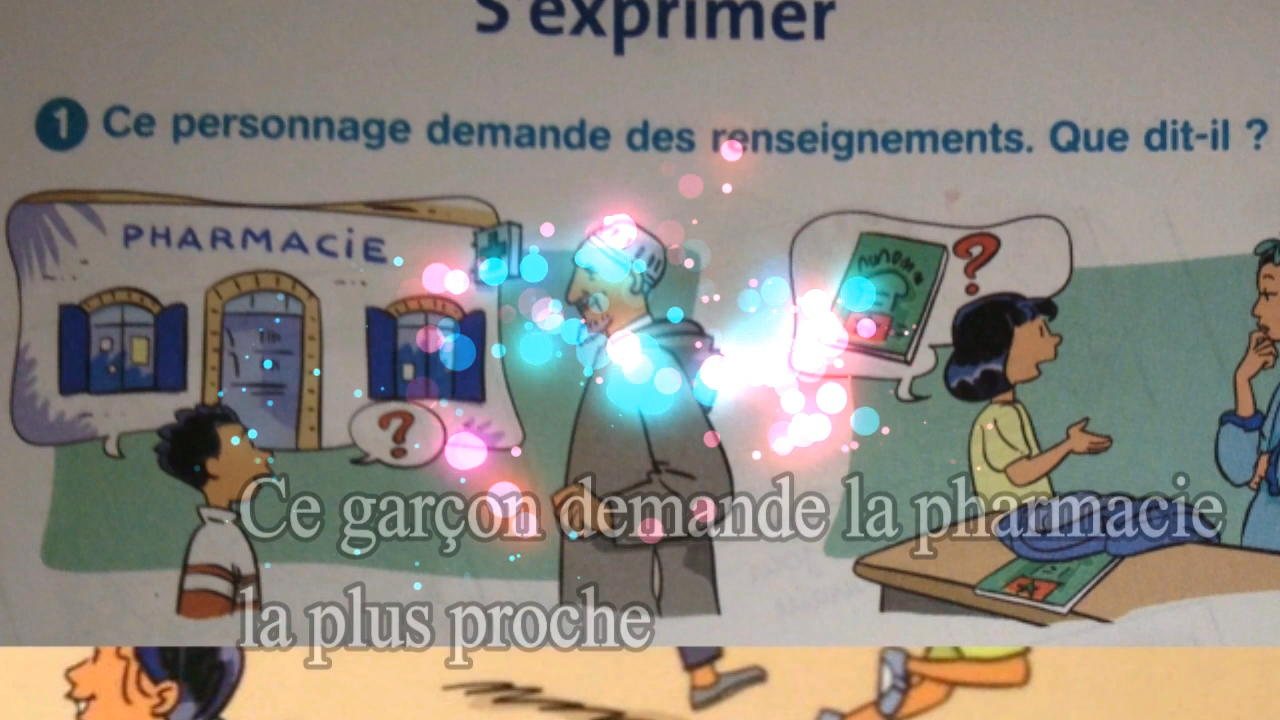 S'exprimer
1 Ce personnage demande des renseignements. Que dit-il ?
PHARMACiE
?
?
Ce garçon demande la pharmacie
la plus proche